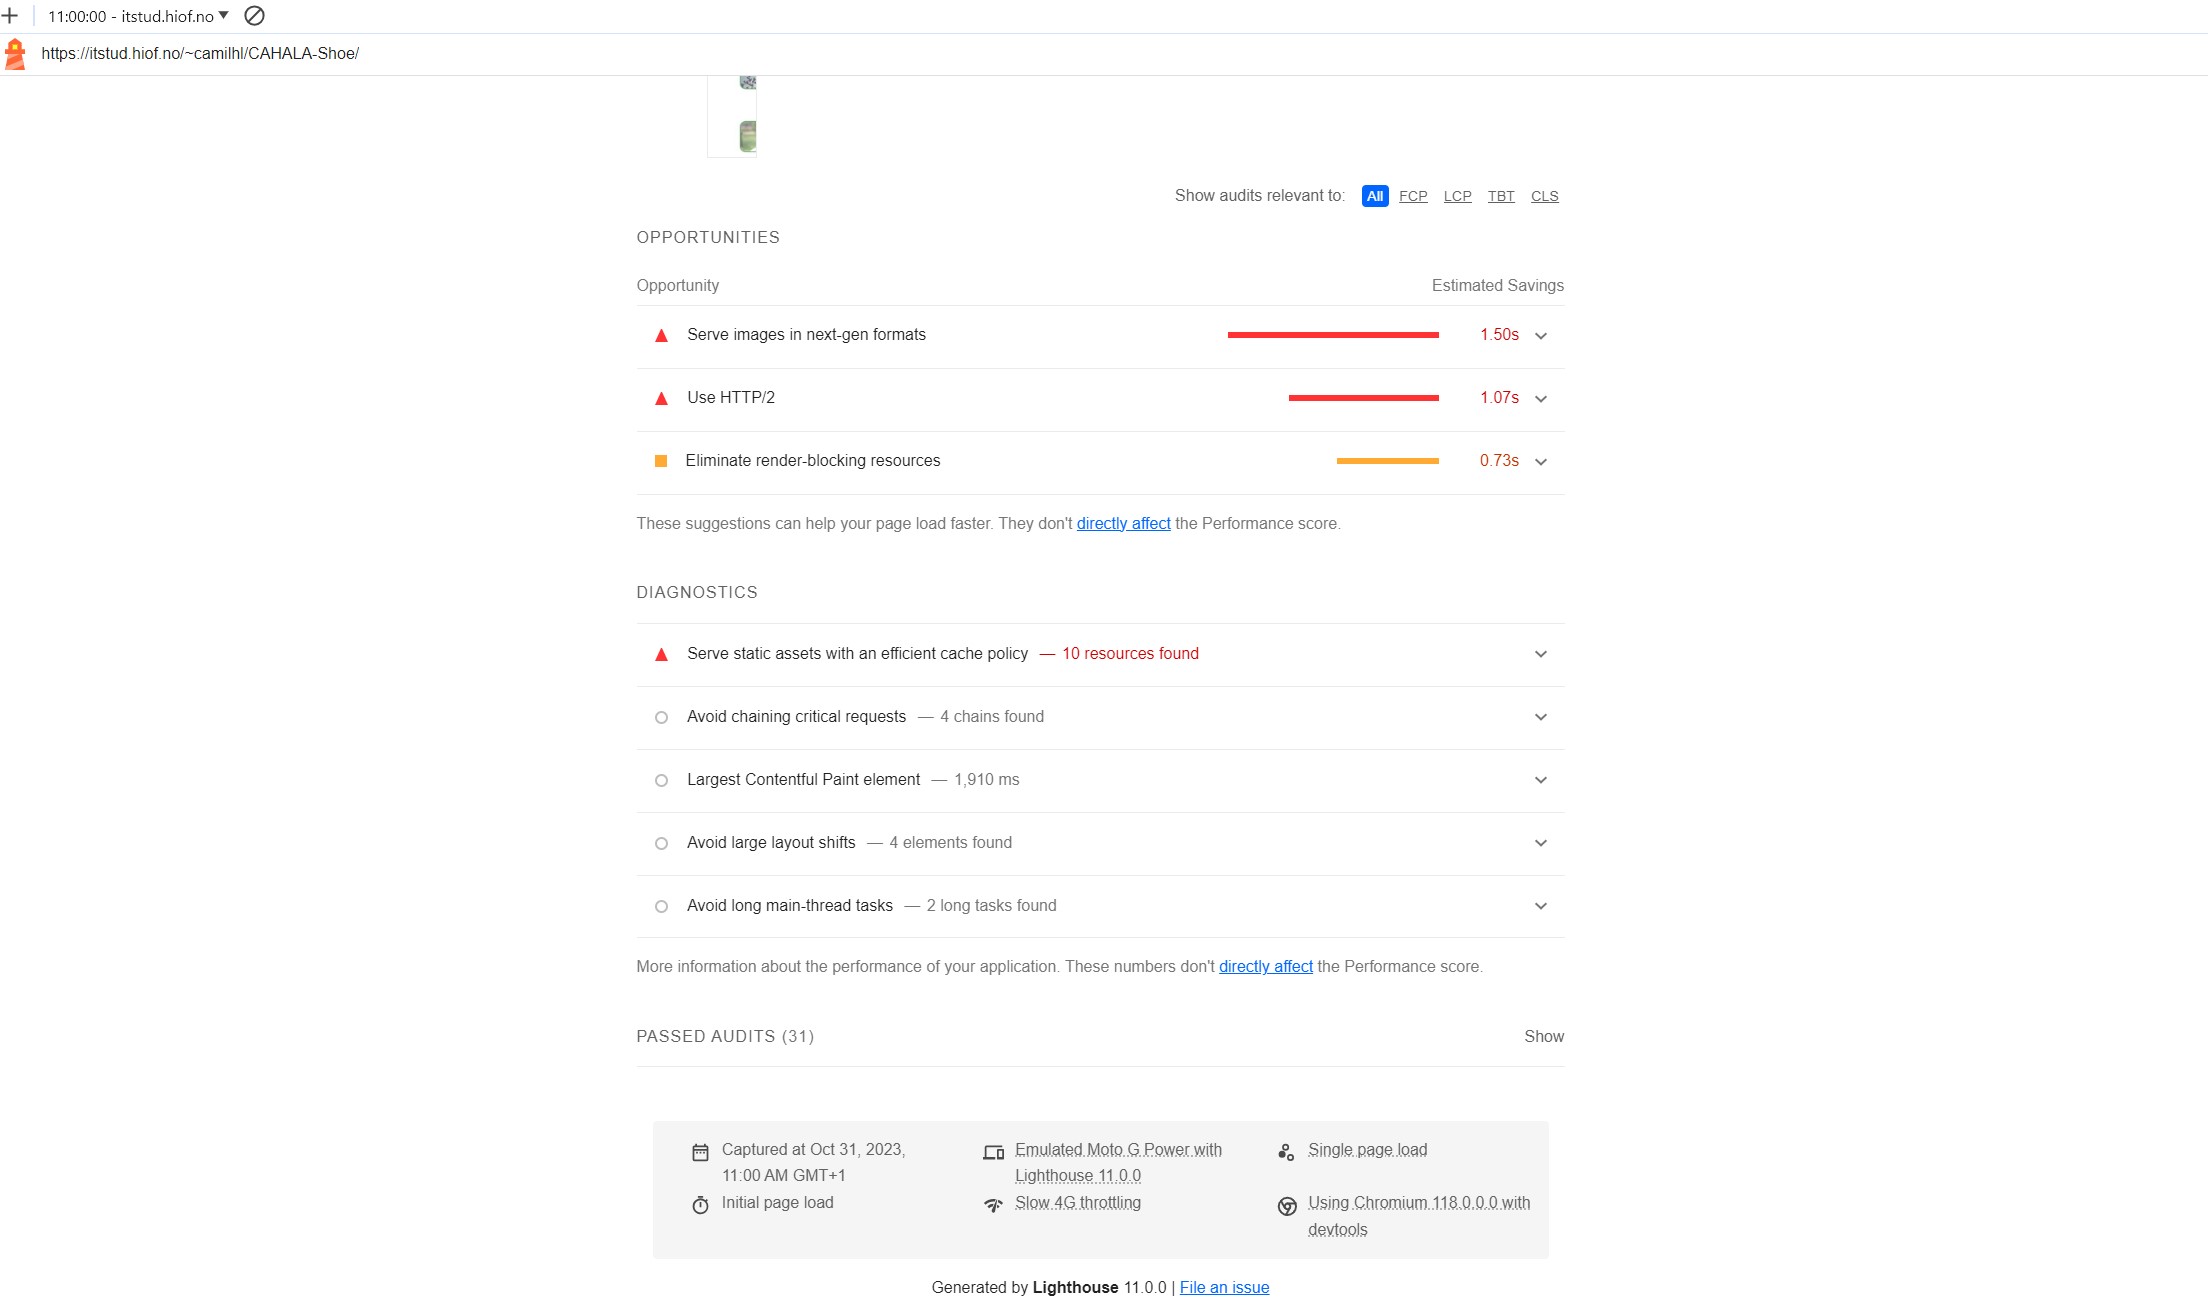 11:00:00 - itstud.hiof.no
https://itstud.hiof.no/~camilhl/CAHALA-Shoe/
Show audits relevant to: All FCP LCP TBT CLS
OPPORTUNITIES
Opportunity Estimated Savings
Serve images in next-gen formats 1.50s
Use HTTP/2 1.07s
Eliminate render-blocking resources 0.73s
These suggestions can help your page load faster. They don't directly affect the Performance score.
DIAGNOSTICS
Serve static assets with an efficient cache policy — 10 resources found
Avoid chaining critical requests — 4 chains found
Largest Contentful Paint element — 1,910 ms
Avoid large layout shifts — 4 elements found
Avoid long main-thread tasks — 2 long tasks found
More information about the performance of your application. These numbers don't directly affect the Performance score.
PASSED AUDITS (31) Show
Captured at Oct 31, 2023,
11:00 AM GMT+1
Emulated Moto G Power with
Lighthouse 11.0.0
Single page load
Initial page load
Slow 4G throttling
Using Chromium 118.0.0.0 with
devtools
Generated by Lighthouse 11.0.0 | File an issue